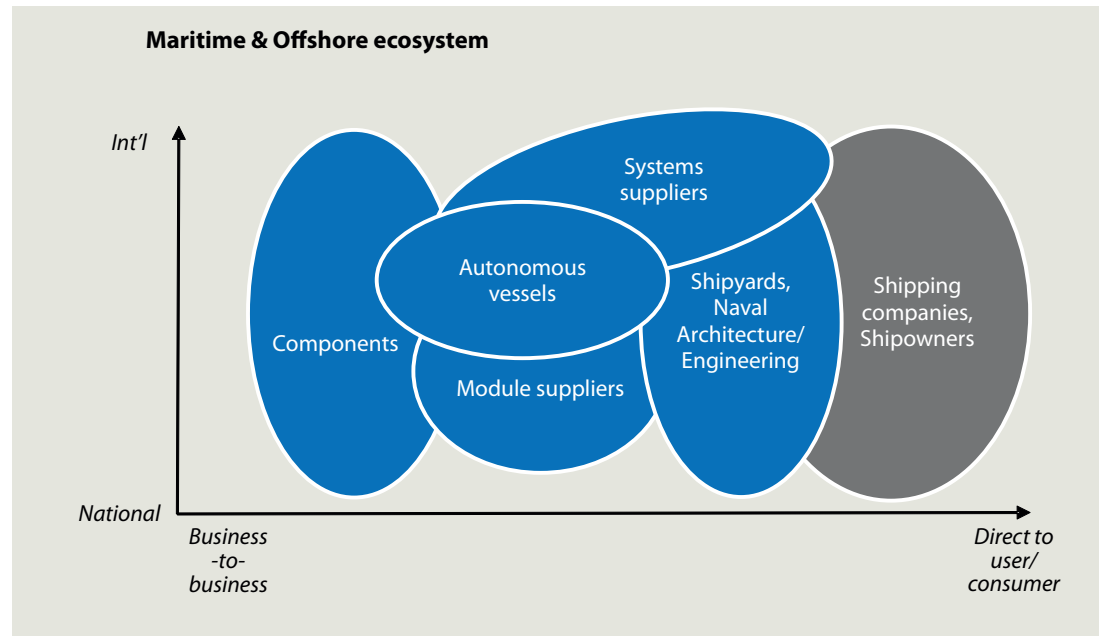 Maritime & Offshore ecosystem
Int'l
Systems
suppliers
Autonomous
vessels
Shipyards,
Naval
Architecture/
Engineering
Shipping
companies,
Shipowners
Components
Module suppliers
National
Business
-to-
business
Direct to
user/
consumer